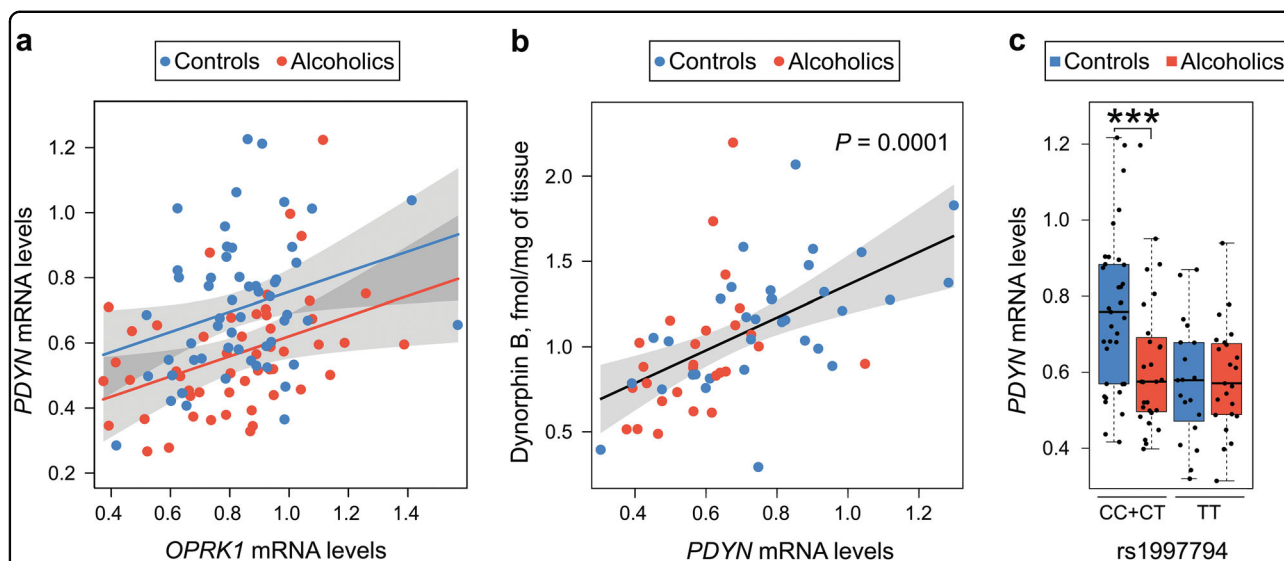 a
Controls Alcoholics
PDYN mRNA levels
1.2
1.0
0.8
0.6
0.4
0.2
0.4 0.6 0.8 1.0 1.2 1.4
OPRK1 mRNA levels
b
Controls Alcoholics
P = 0.0001
Dynorphin B, fmol/mg of tissue
2.0
1.5
1.0
0.5
0.4 0.6 0.8 1.0 1.2
PDYN mRNA levels
c
Controls Alcoholics
***
PDYN mRNA levels
1.2
1.0
0.8
0.6
0.4
CC+CT TT
rs1997794